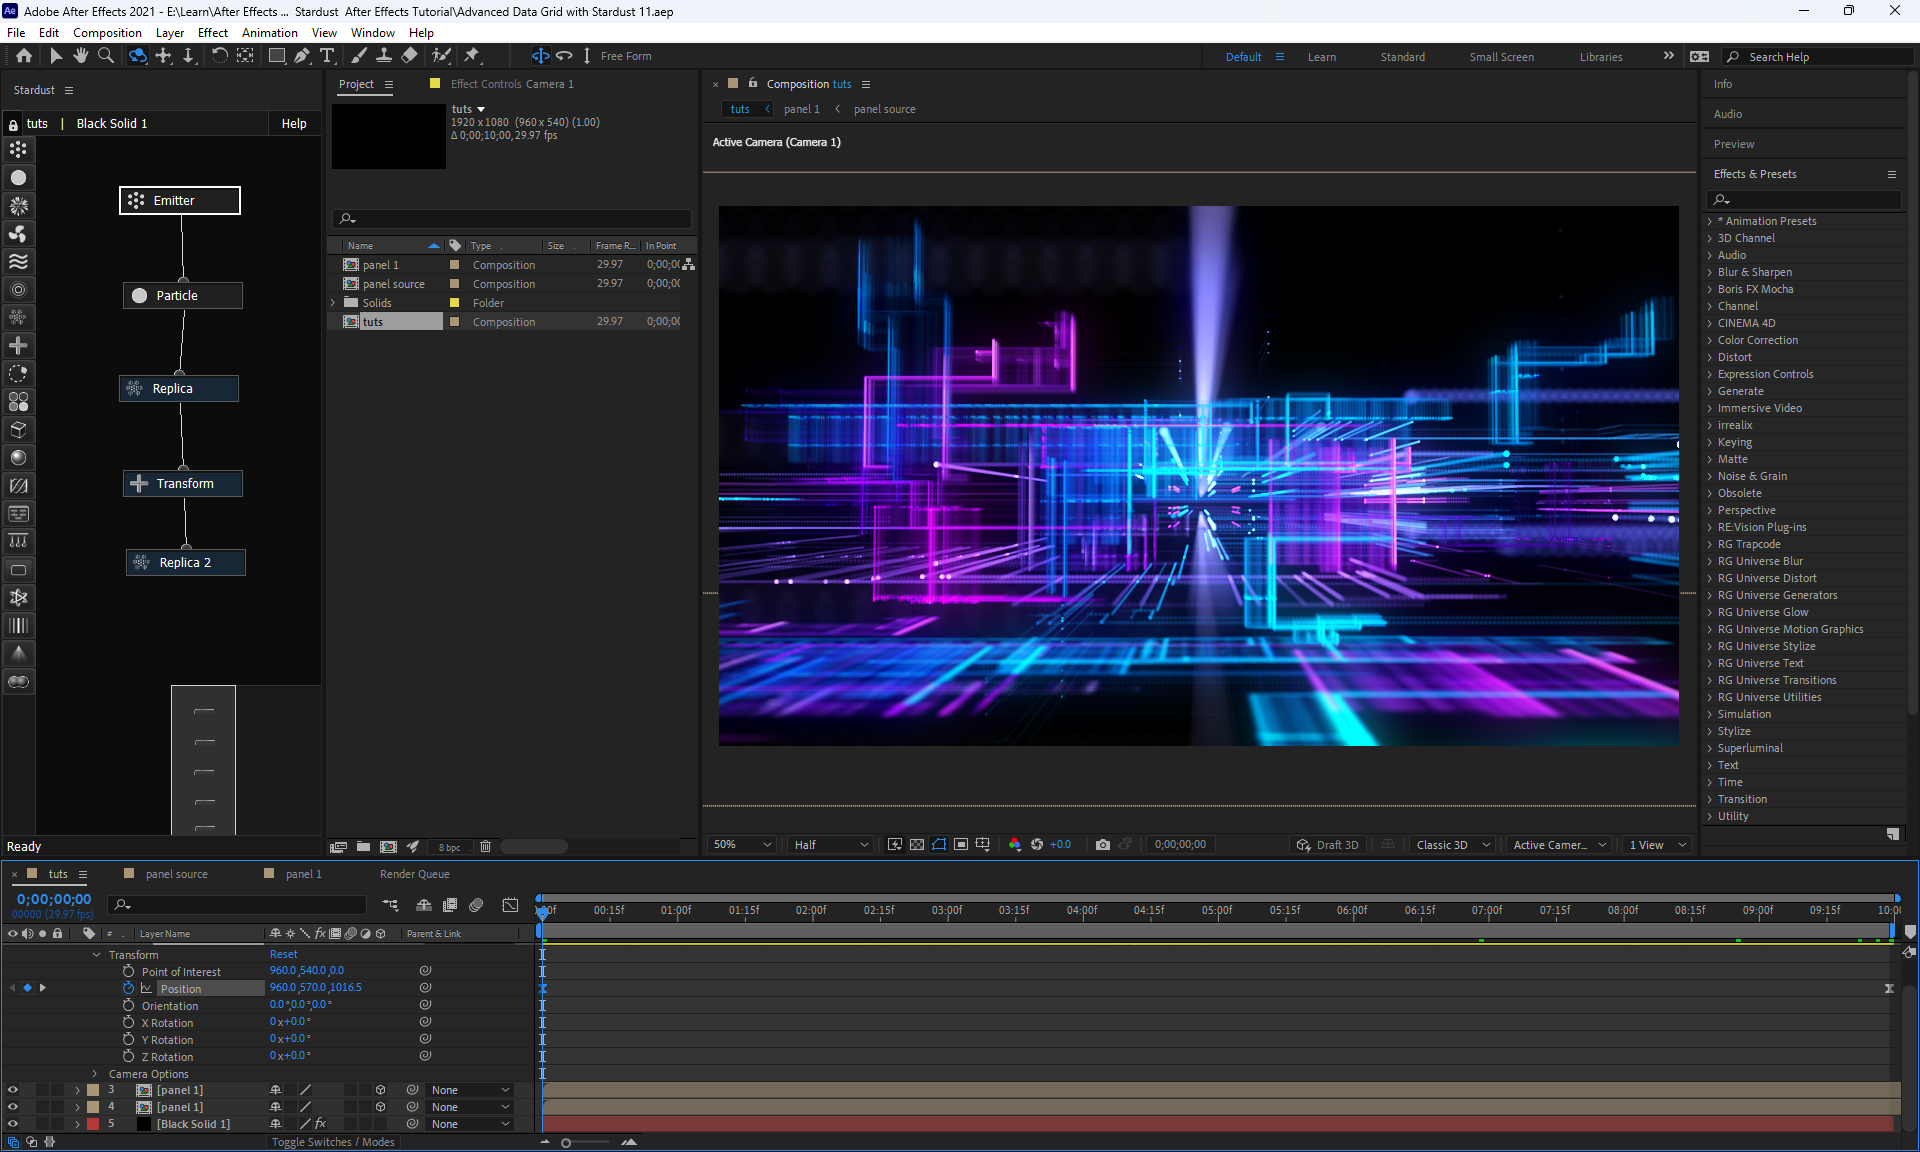 Adobe After Effects 2021 - E:\Learn\After Effects ... Stardust After Effects Tutorial\Advanced Data Grid with Stardust 11.aep
File Edit Composition Layer Effect Animation View Window Help
Free Form
Default Learn Standard Small Screen Libraries
Search Help
Stardust
tuts | Black Solid 1
Help
Emitter
Particle
Replica
Transform
Replica 2
Ready
Project
Effect Controls Camera 1
tuts
1920 x 1080 (960 x 540) (1.00)
Δ 0;00;10;00, 29.97 fps
Name Type Size Frame R... In Point
panel 1 Composition 29.97 0;00;0
panel source Composition 29.97 0;00;0
Solids Folder
tuts Composition 29.97 0;00;0
8 bpc
Composition tuts
tuts panel 1 panel source
Active Camera (Camera 1)
50% Half +0.0 0;00;00;00 Draft 3D Classic 3D Active Camer... 1 View
Info
Audio
Preview
Effects & Presets
* Animation Presets
3D Channel
Audio
Blur & Sharpen
Boris FX Mocha
Channel
CINEMA 4D
Color Correction
Distort
Expression Controls
Generate
Immersive Video
irrealix
Keying
Matte
Noise & Grain
Obsolete
Perspective
RE:Vision Plug-ins
RG Trapcode
RG Universe Blur
RG Universe Distort
RG Universe Generators
RG Universe Glow
RG Universe Motion Graphics
RG Universe Stylize
RG Universe Text
RG Universe Transitions
RG Universe Utilities
Simulation
Stylize
Superluminal
Text
Time
Transition
Utility
tuts panel source panel 1 Render Queue
0;00;00;00
00000 (29.97 fps)
00f 00:15f 01:00f 01:15f 02:00f 02:15f 03:00f 03:15f 04:00f 04:15f 05:00f 05:15f 06:00f 06:15f 07:00f 07:15f 08:00f 08:15f 09:00f 09:15f 10:0
# Layer Name fx Parent & Link
Transform Reset
Point of Interest 960.0,540.0,0.0
Position 960.0,570.0,1016.5
Orientation 0.0°,0.0°,0.0°
X Rotation 0x+0.0°
Y Rotation 0x+0.0°
Z Rotation 0x+0.0°
Camera Options
3 [panel 1] None
4 [panel 1] None
5 [Black Solid 1] fx None
Toggle Switches / Modes